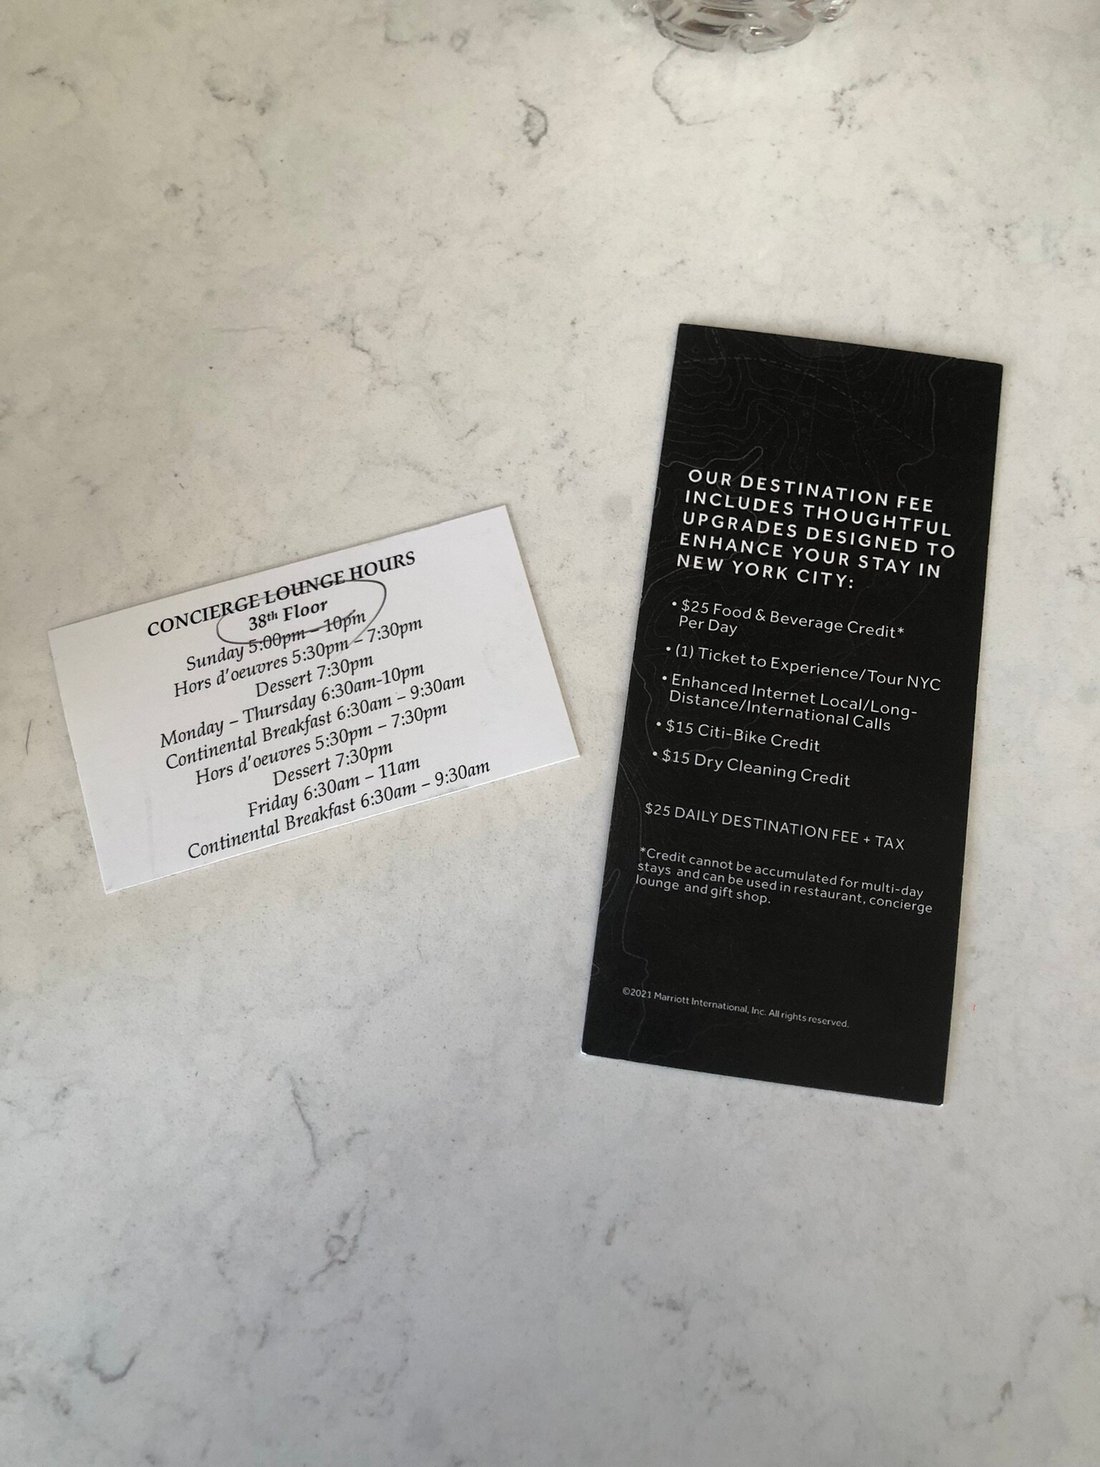 CONCIERGE LOUNGE HOURS
38th Floor
Sunday 5:00pm – 10pm
Hors d'oeuvres 5:30pm – 7:30pm
Dessert 7:30pm
Monday – Thursday 6:30am-10pm
Continental Breakfast 6:30am – 9:30am
Hors d'oeuvres 5:30pm – 7:30pm
Dessert 7:30pm
Friday 6:30am – 11am
Continental Breakfast 6:30am – 9:30am
OUR DESTINATION FEE
INCLUDES THOUGHTFUL
UPGRADES DESIGNED TO
ENHANCE YOUR STAY IN
NEW YORK CITY:
• $25 Food & Beverage Credit*
Per Day
• (1) Ticket to Experience/Tour NYC
• Enhanced Internet Local/Long-
Distance/International Calls
• $15 Citi-Bike Credit
• $15 Dry Cleaning Credit
$25 DAILY DESTINATION FEE + TAX
*Credit cannot be accumulated for multi-day
stays and can be used in restaurant, concierge
lounge and gift shop.
©2021 Marriott International, Inc. All rights reserved.